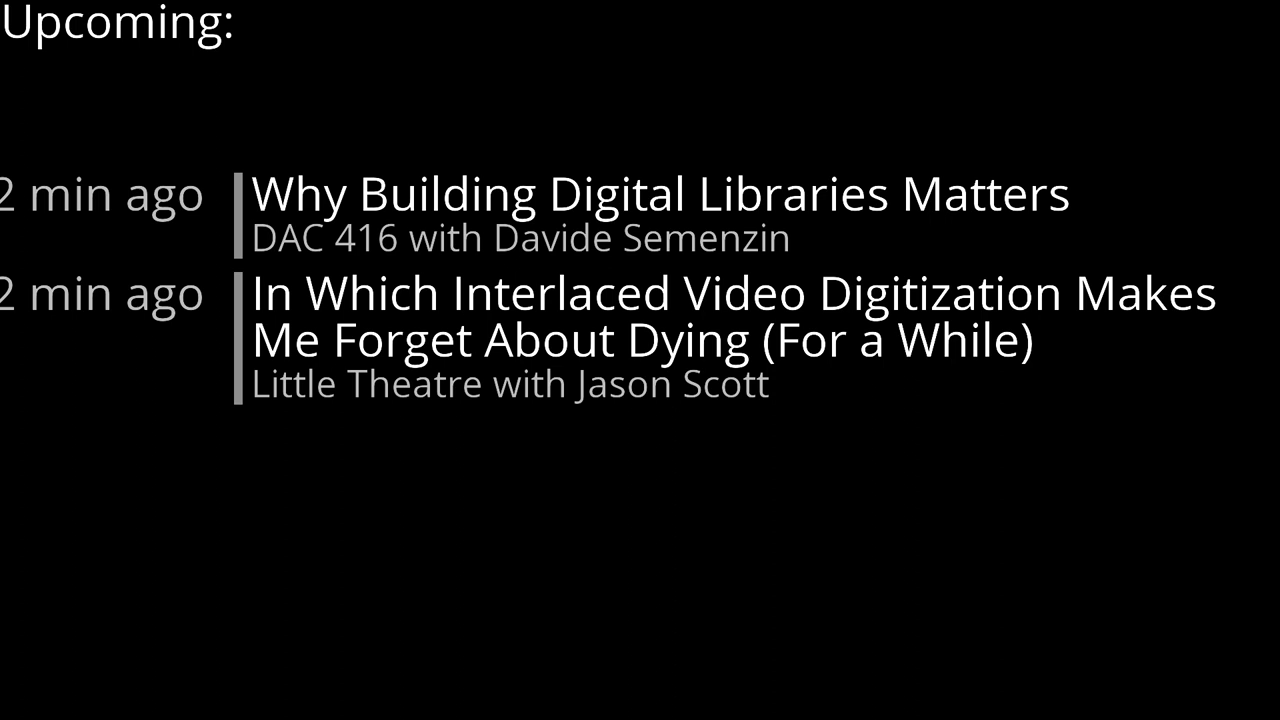 Upcoming:
2 min ago
Why Building Digital Libraries Matters
DAC 416 with Davide Semenzin
2 min ago
In Which Interlaced Video Digitization Makes
Me Forget About Dying (For a While)
Little Theatre with Jason Scott